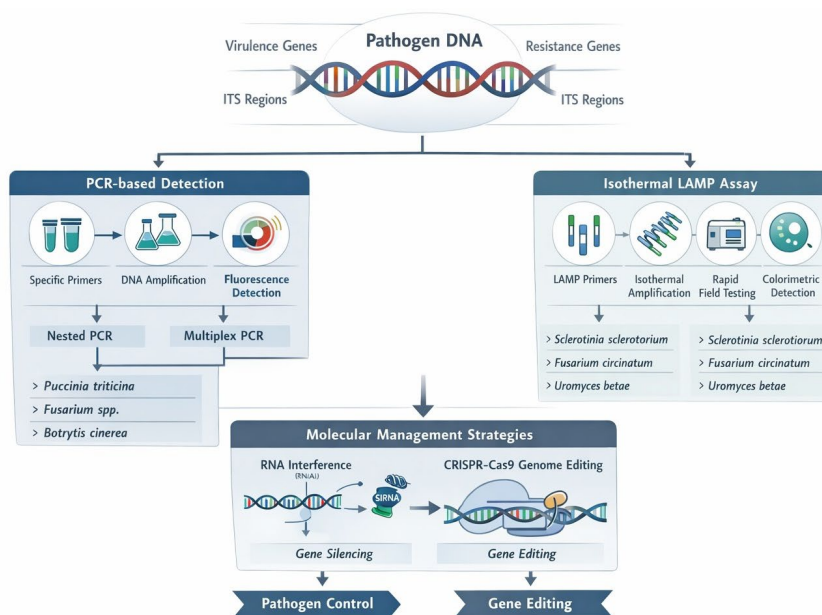 Pathogen DNA
Virulence Genes
Resistance Genes
ITS Regions
ITS Regions
PCR-based Detection
Specific Primers
DNA Amplification
Fluorescence
Detection
Nested PCR
Multiplex PCR
> Puccinia triticina
> Fusarium spp.
> Botrytis cinerea
Isothermal LAMP Assay
LAMP Primers
Isothermal
Amplification
Rapid
Field Testing
Colorimetric
Detection
> Sclerotinia sclerotorium
> Fusarium circinatum
> Uromyces betae
> Sclerotinia sclerotiorum
> Fusarium circinatum
> Uromyces betae
Molecular Management Strategies
RNA Interference
(RN(A))
SIRNA
Gene Silencing
CRISPR-Cas9 Genome Editing
Gene Editing
Pathogen Control
Gene Editing